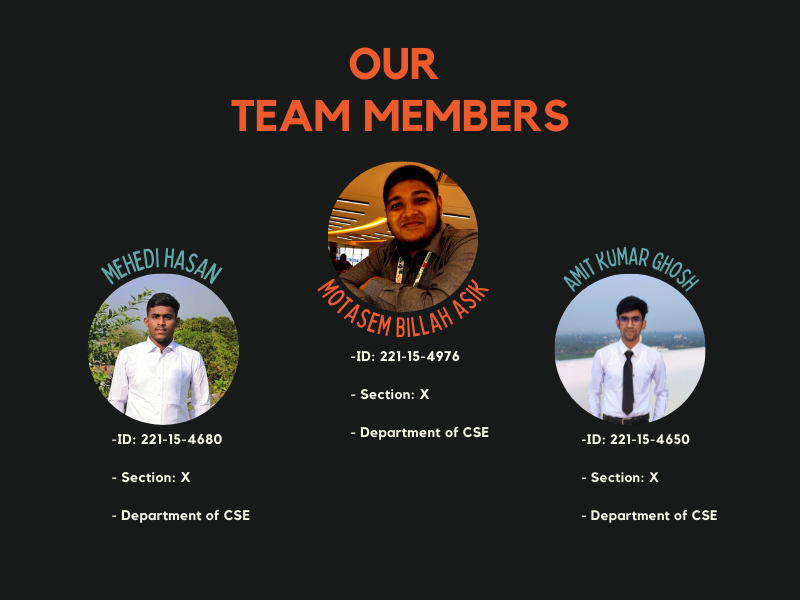 OUR
TEAM MEMBERS
MEHEDI HASAN
-ID: 221-15-4680
- Section: X
- Department of CSE
MOTASEM BILLAH ASIK
-ID: 221-15-4976
- Section: X
- Department of CSE
AMIT KUMAR GHOSH
-ID: 221-15-4650
- Section: X
- Department of CSE